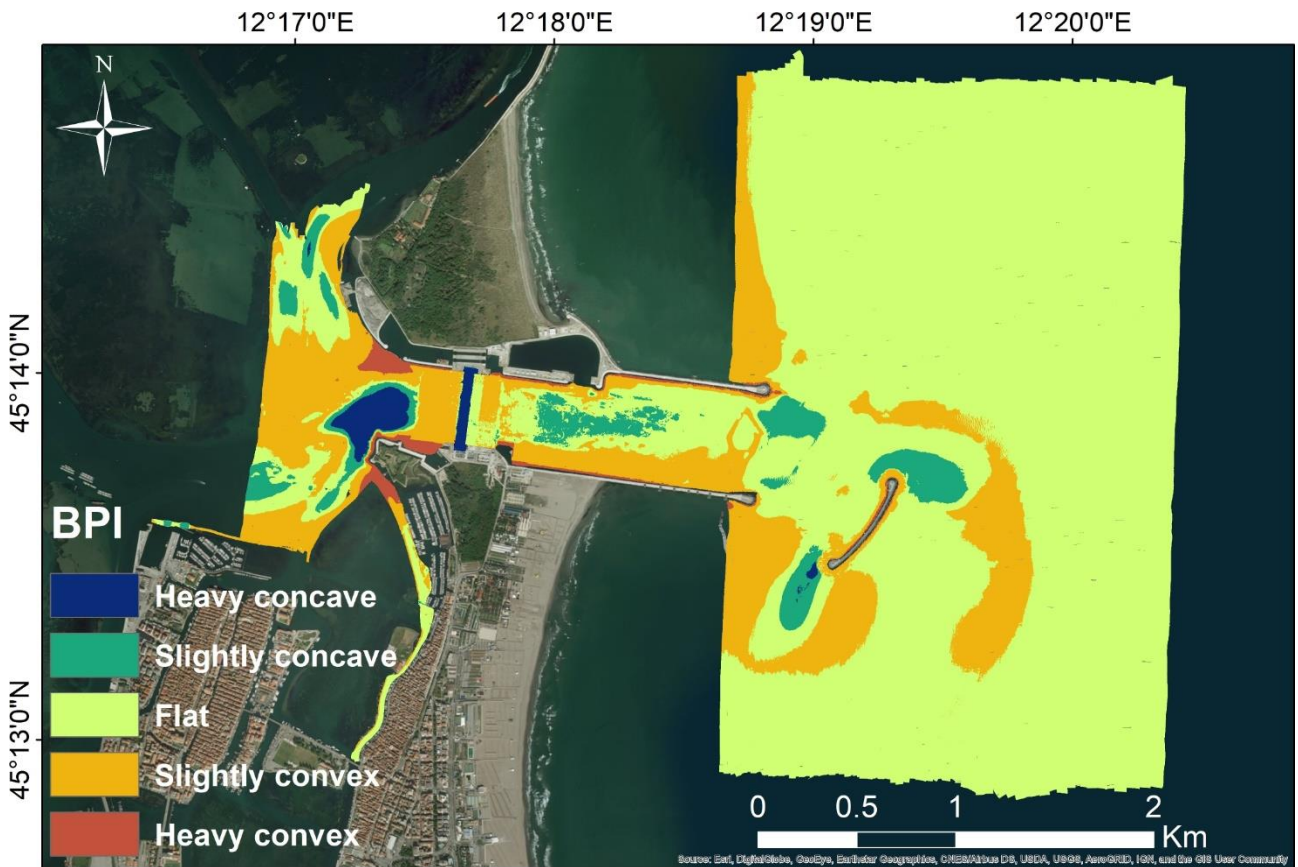 12°17'0"E 12°18'0"E 12°19'0"E 12°20'0"E
N
45°14'0"N
45°13'0"N
BPI
Heavy concave
Slightly concave
Flat
Slightly convex
Heavy convex
0 0.5 1 2
Km
Source: Esri, DigitalGlobe, GeoEye, Earthstar Geographics, CNES/Airbus DS, USDA, USGS, AeroGRID, IGN, and the GIS User Community